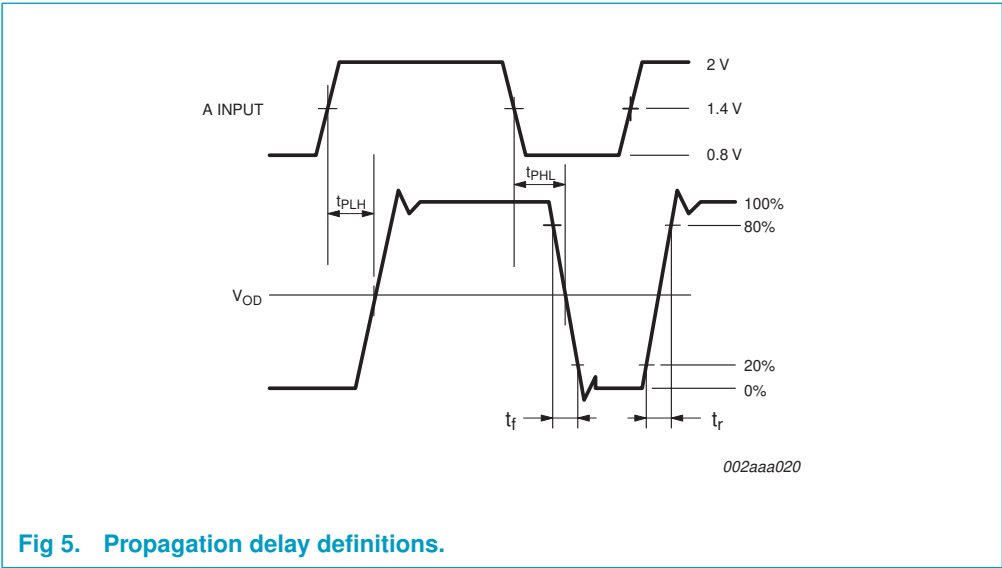 2 V
A INPUT
1.4 V
0.8 V
tPHL
tPLH
100%
80%
VOD
20%
0%
tf
tr
002aaa020
Fig 5. Propagation delay definitions.